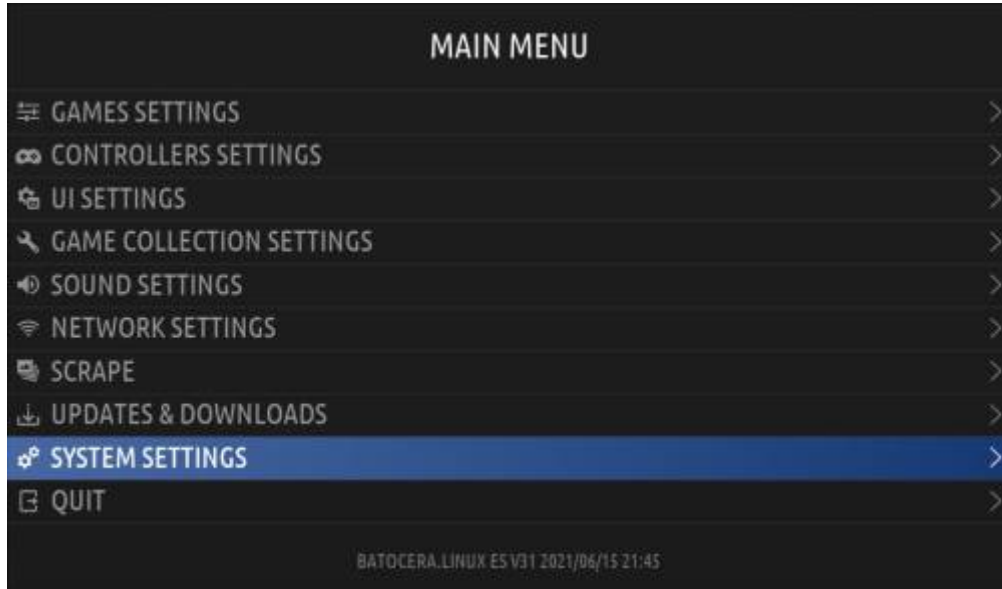 MAIN MENU
GAMES SETTINGS
CONTROLLERS SETTINGS
UI SETTINGS
GAME COLLECTION SETTINGS
SOUND SETTINGS
NETWORK SETTINGS
SCRAPE
UPDATES & DOWNLOADS
SYSTEM SETTINGS
QUIT
BATOCERA.LINUX ES V31 2021/06/15 21:45